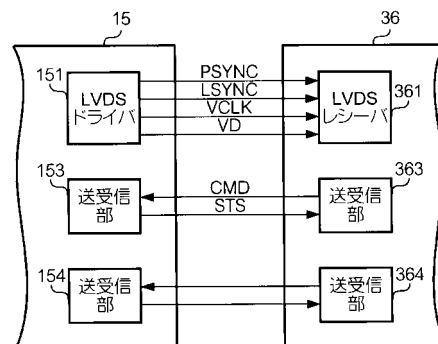 15
36
151
LVDS
ドライバ
PSYNC
LSYNC
VCLK
VD
LVDS
レシーバ
361
153
送受信
部
CMD
STS
送受信
部
363
154
送受信
部
送受信
部
364